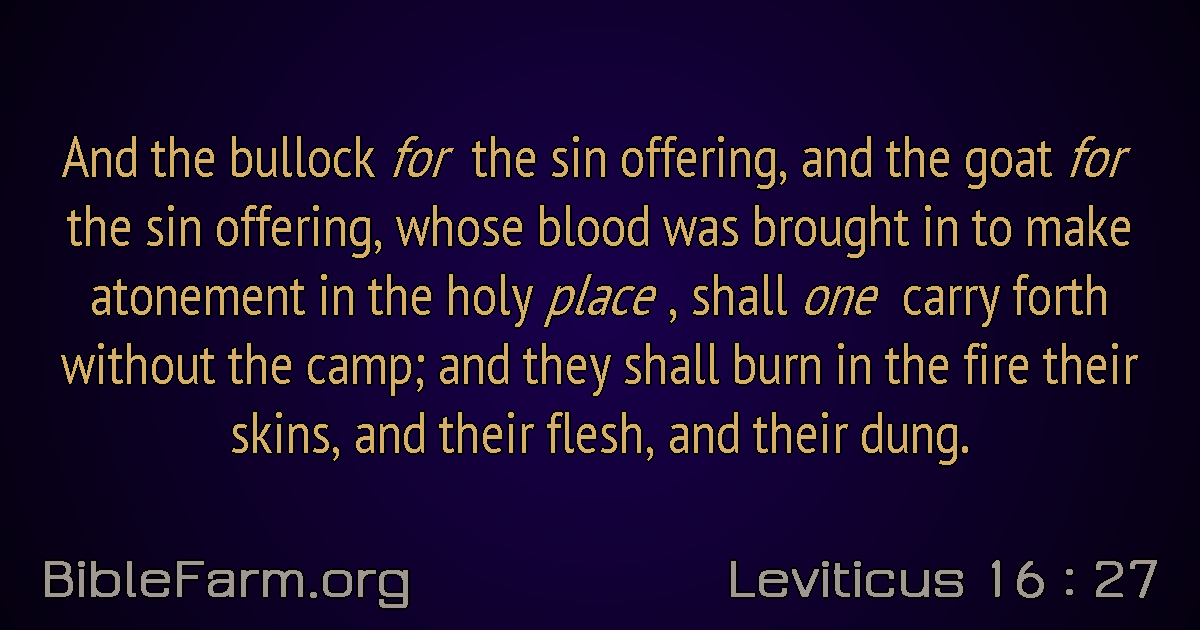 And the bullock for the sin offering, and the goat for
the sin offering, whose blood was brought in to make
atonement in the holy place , shall one carry forth
without the camp; and they shall burn in the fire their
skins, and their flesh, and their dung.
BibleFarm.org
Leviticus 16 : 27